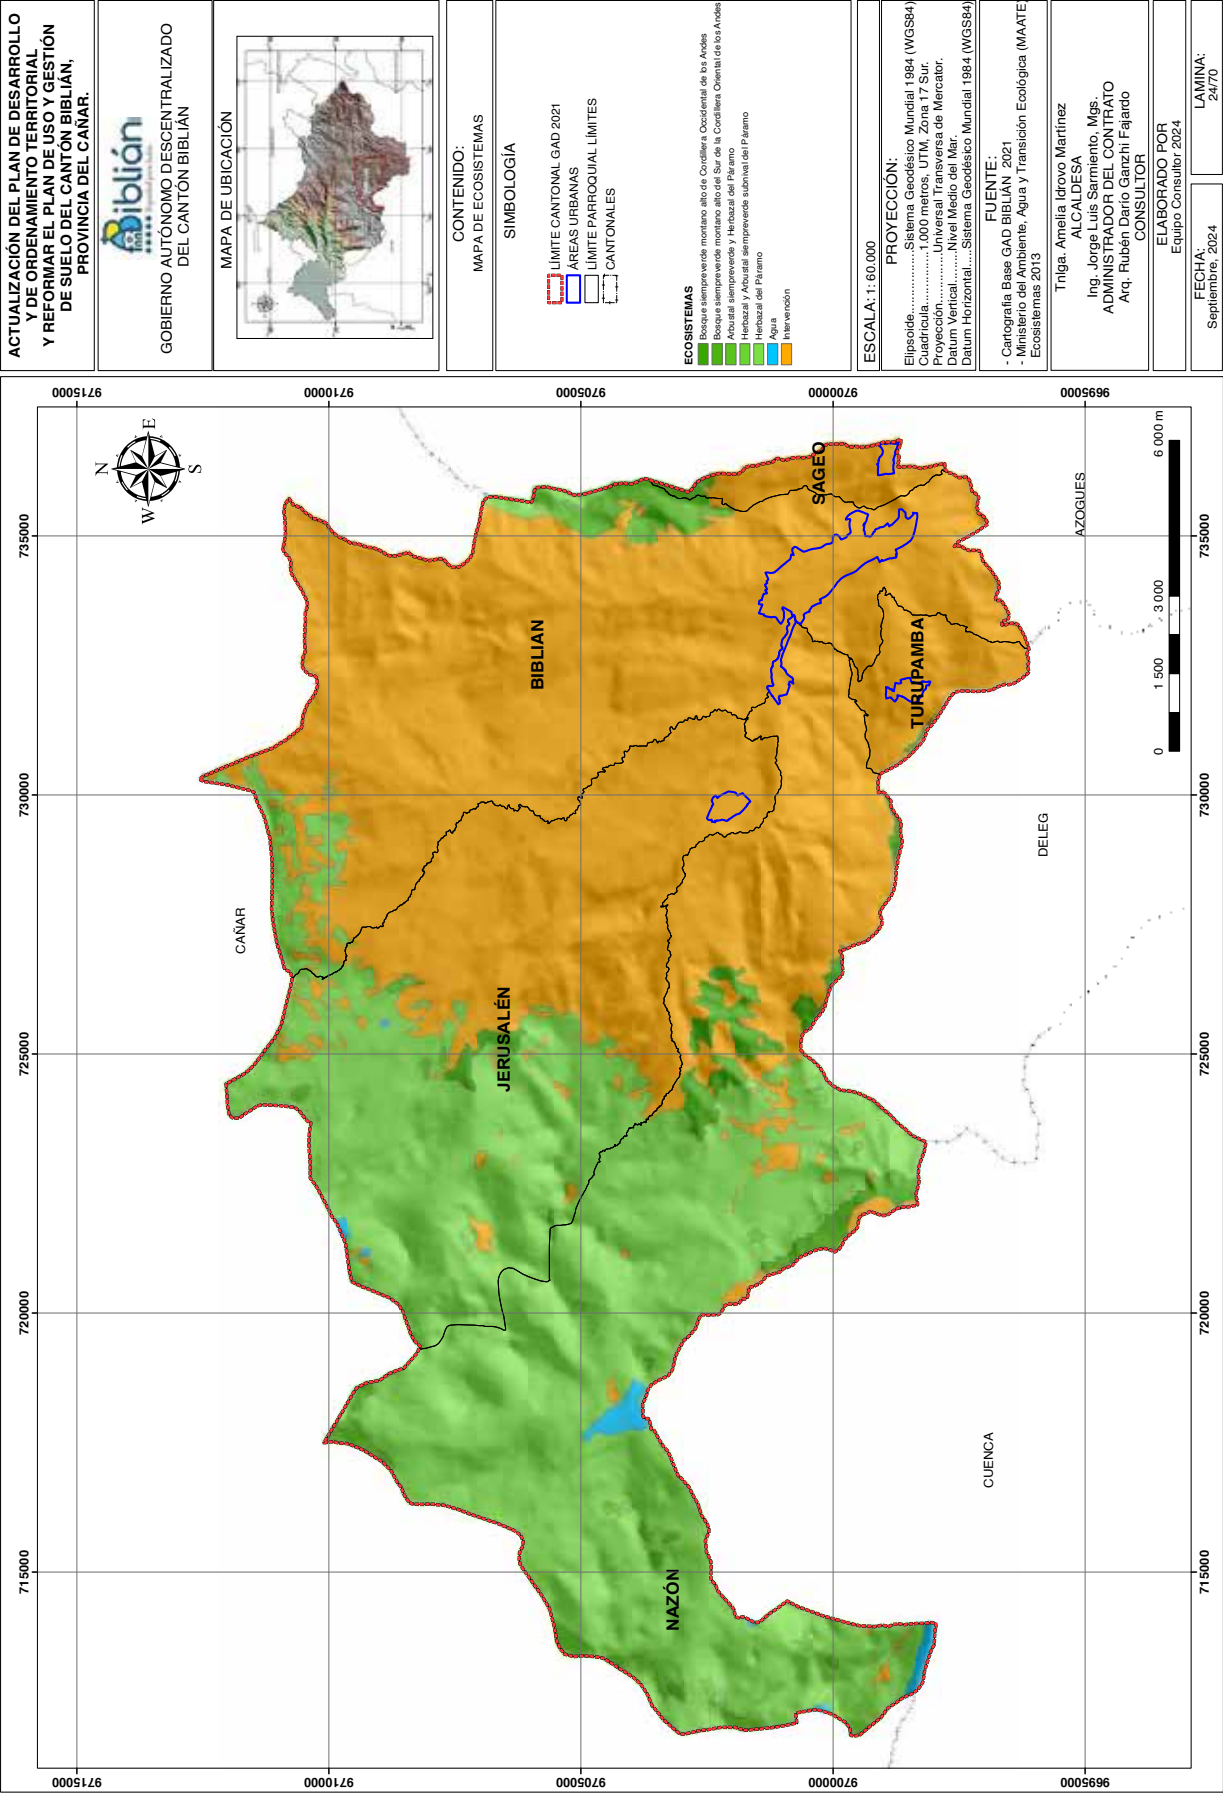 ACTUALIZACIÓN DEL PLAN DE DESARROLLO
Y DE ORDENAMIENTO TERRITORIAL
Y REFORMAR EL PLAN DE USO Y GESTIÓN
DE SUELO DEL CANTÓN BIBLIÁN,
PROVINCIA DEL CAÑAR.
Biblián
GOBIERNO AUTÓNOMO DESCENTRALIZADO
DEL CANTÓN BIBLIÁN
MAPA DE UBICACIÓN
CONTENIDO:
MAPA DE ECOSISTEMAS
SIMBOLOGÍA
LÍMITE CANTONAL GAD 2021
ÁREAS URBANAS
LÍMITE PARROQUIAL LÍMITES
CANTONALES
ECOSISTEMAS
Bosque siempreverde montano alto de Cordillera Occidental de los Andes
Bosque siempreverde montano alto del Sur de la Cordillera Oriental de los Andes
Arbustal siempreverde y Herbazal del Páramo
Herbazal y Arbustal siempreverde subnival del Páramo
Herbazal del Páramo
Agua
Intervención
ESCALA: 1: 60.000
PROYECCIÓN:
Elipsoide.....................Sistema Geodésico Mundial 1984 (WGS84)
Cuadrícula................1.000 metros, UTM, Zona 17 Sur.
Proyección................Universal Transversa de Mercator.
Datum Vertical..........Nivel Medio del Mar.
Datum Horizontal.....Sistema Geodésico Mundial 1984 (WGS84)
FUENTE:
- Cartografía Base GAD BIBLIÁN 2021
- Ministerio del Ambiente, Agua y Transición Ecológica (MAATE)
Ecosistemas 2013
Tnlga. Amelia Idrovo Martínez
ALCALDESA
Ing. Jorge Luis Sarmiento, Mgs.
ADMINISTRADOR DEL CONTRATO
Arq. Rubén Darío Ganzhi Fajardo
CONSULTOR
ELABORADO POR
Equipo Consultor 2024
FECHA:
Septiembre, 2024
LAMINA:
24/70
715000
720000
725000
730000
735000
9715000
9710000
9705000
9700000
9695000
N
W
E
S
CAÑAR
BIBLIAN
JERUSALÉN
NAZÓN
SAGEO
TURUPAMBA
AZOGUES
DELEG
CUENCA
0
1 500
3 000
6 000 m
9715000
9710000
9705000
9700000
9695000
715000
720000
725000
730000
735000